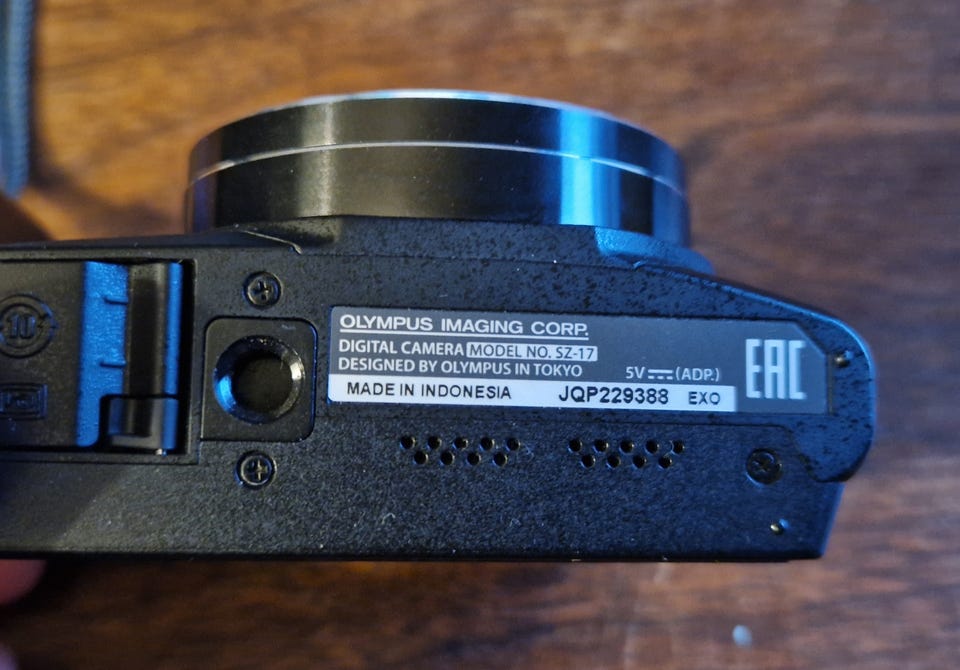 10
OLYMPUS IMAGING CORP.
DIGITAL CAMERA MODEL NO. SZ-17
DESIGNED BY OLYMPUS IN TOKYO
5V ⎓ (ADP.)
MADE IN INDONESIA JQP229388 EXO
EAC